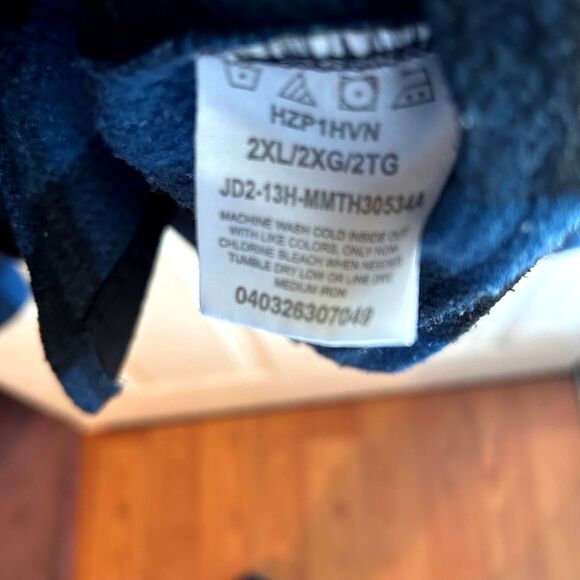 HZP1HVN
2XL/2XG/2TG
JD2-13H-MMTH305344
MACHINE WASH COLD INSIDE OUT
WITH LIKE COLORS, ONLY NON
CHLORINE BLEACH WHEN NEEDED.
TUMBLE DRY LOW OR LINE DRY.
MEDIUM IRON
040326307049